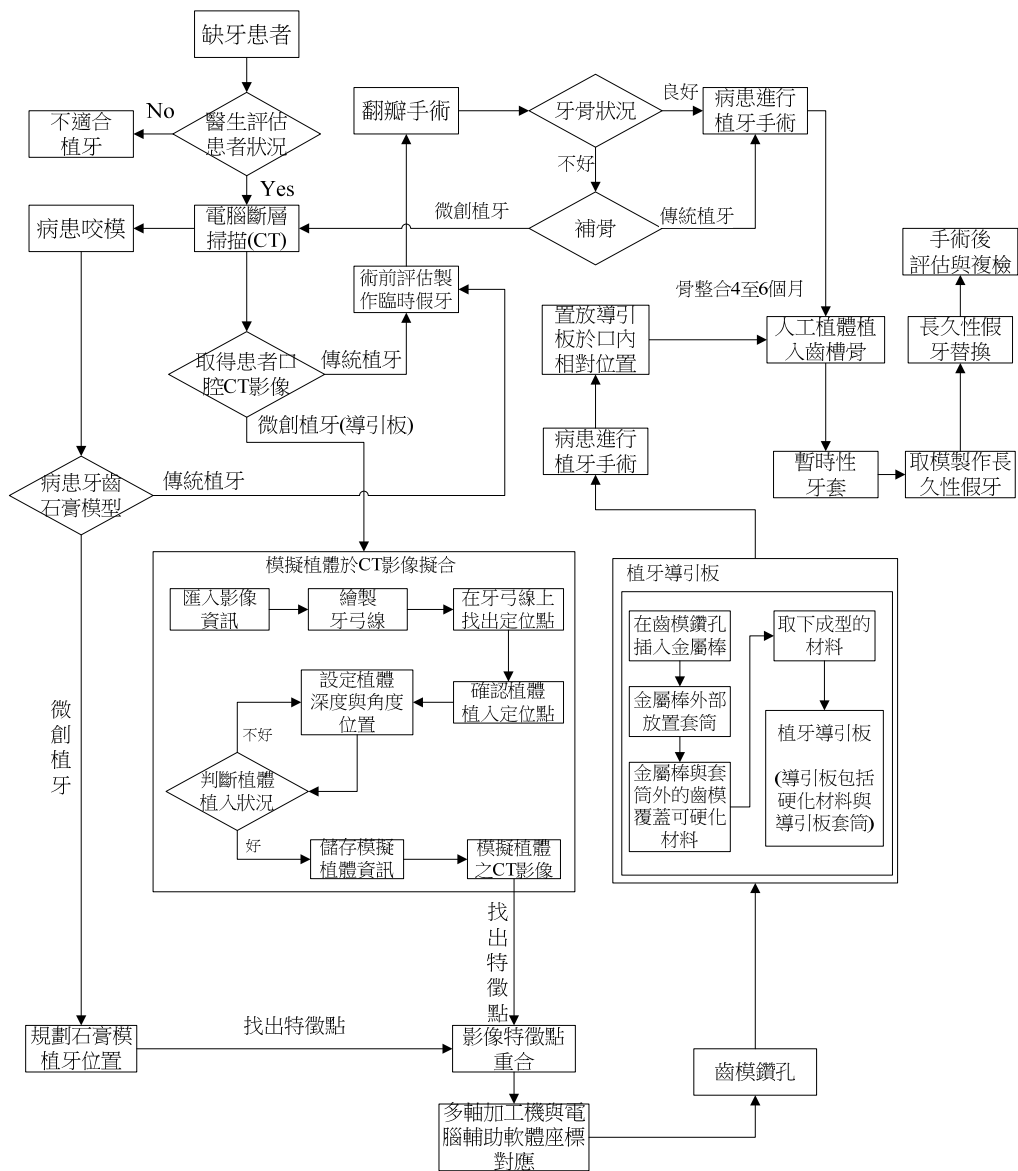 缺牙患者
No
不適合
植牙
醫生評估
患者狀況
Yes
翻瓣手術
牙骨狀況
良好
病患進行
植牙手術
不好
病患咬模
電腦斷層
掃描(CT)
微創植牙
補骨
傳統植牙
術前評估製
作臨時假牙
手術後
評估與複檢
骨整合4至6個月
置放導引
板於口內
相對位置
人工植體植
入齒槽骨
長久性假
牙替換
取得患者口
腔CT影像
傳統植牙
微創植牙(導引板)
病患進行
植牙手術
暫時性
牙套
取模製作長
久性假牙
病患牙齒
石膏模型
傳統植牙
模擬植體於CT影像擬合
匯入影像
資訊
繪製
牙弓線
在牙弓線上
找出定位點
設定植體
深度與角度
位置
確認植體
植入定位點
不好
判斷植體
植入狀況
好
儲存模擬
植體資訊
模擬植體
之CT影像
植牙導引板
在齒模鑽孔
插入金屬棒
取下成型的
材料
金屬棒外部
放置套筒
金屬棒與套
筒外的齒模
覆蓋可硬化
材料
植牙導引板
(導引板包括
硬化材料與
導引板套筒)
微創植牙
找出特徵點
規劃石膏模
植牙位置
找出特徵點
影像特徵點
重合
齒模鑽孔
多軸加工機與電
腦輔助軟體座標
對應